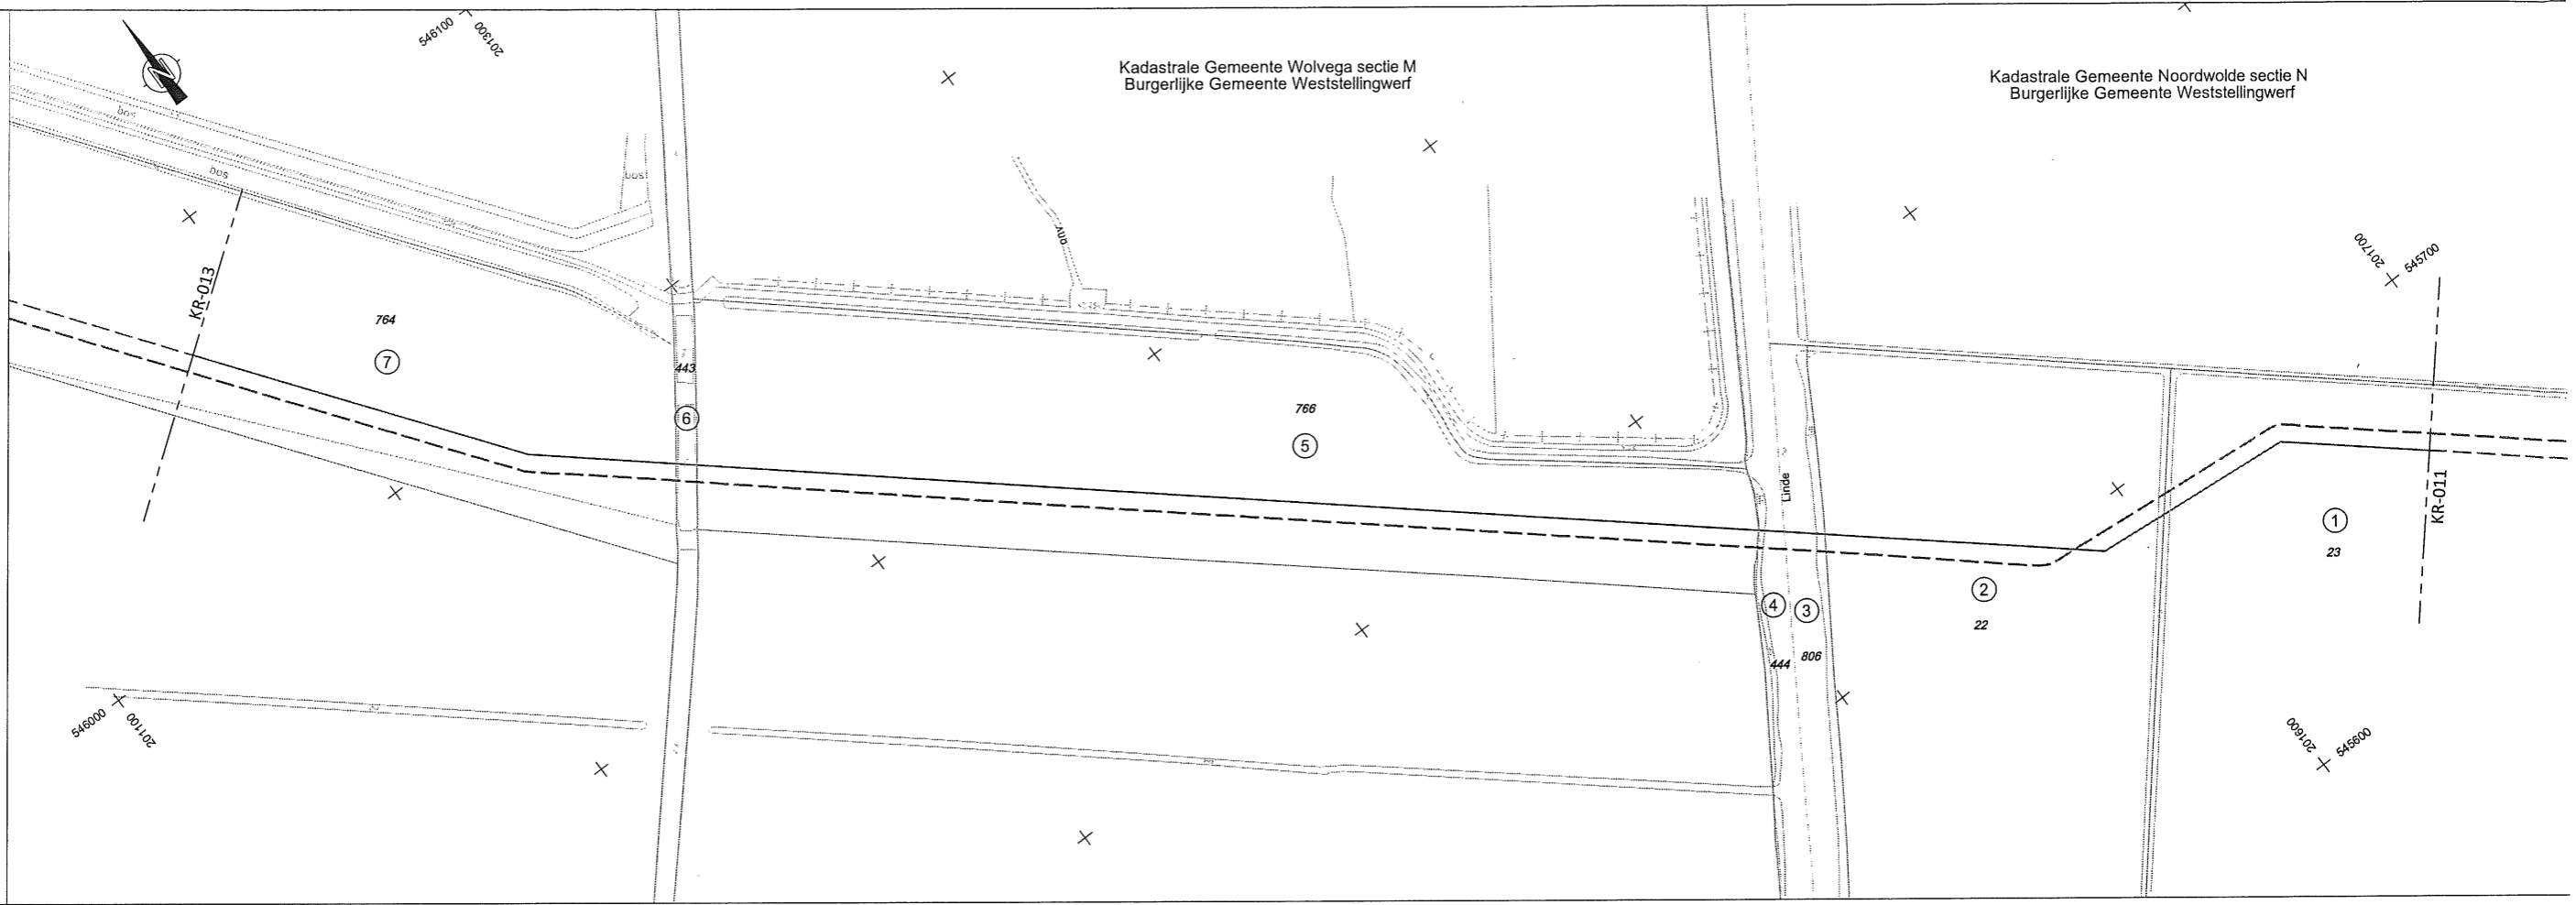 546100
201300
Kadastrale Gemeente Wolvega sectie M
Burgerlijke Gemeente Weststellingwerf
Kadastrale Gemeente Noordwolde sectie N
Burgerlijke Gemeente Weststellingwerf
N
bos
bos
bos
201700
545700
KR-013
764
7
443
6
766
5
Linde
KR-011
1
23
2
22
4
3
444
806
546000
201100
201600
545600